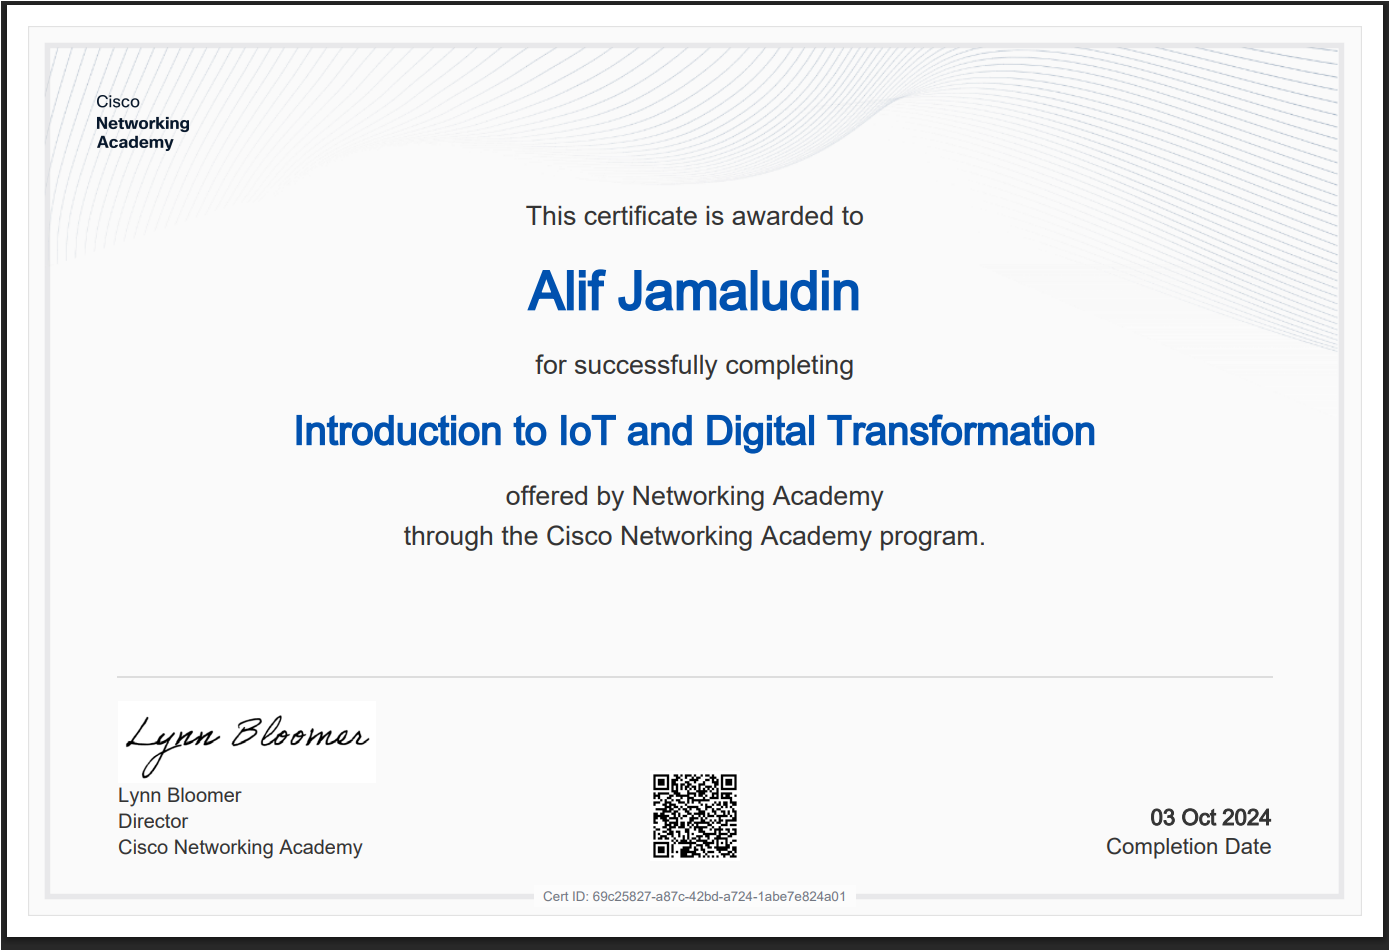 Cisco
Networking
Academy
This certificate is awarded to
Alif Jamaludin
for successfully completing
Introduction to IoT and Digital Transformation
offered by Networking Academy
through the Cisco Networking Academy program.
Lynn Bloomer
Lynn Bloomer
Director
Cisco Networking Academy
03 Oct 2024
Completion Date
Cert ID: 69c25827-a87c-42bd-a724-1abe7e824a01